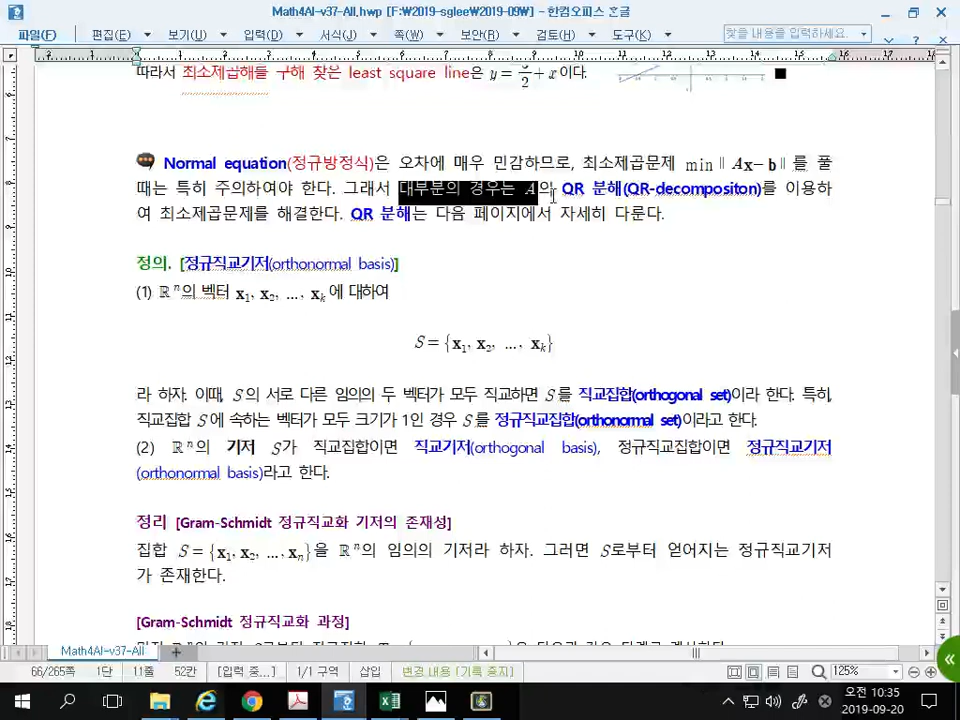 Math4AI-v37-All.hwp [F:\2019-sglee\2019-09\] - 한컴오피스 한글
파일(F) 편집(E) 보기(U) 입력(D) 서식(J) 쪽(W) 보안(R) 검토(H) 도구(K) 찾을 내용을 입력하세요.
2 1 1 2 3 4 5 6 7 8 9 10 11 12 13 14 15 16
따라서 최소제곱해를 구해 찾은 least square line은 이다. ■
Normal equation(정규방정식)은 오차에 매우 민감하므로, 최소제곱문제 min ‖ Ax− b‖ 를 풀
때는 특히 주의하여야 한다. 그래서 대부분의 경우는 A의 QR 분해(QR-decompositon)를 이용하
여 최소제곱문제를 해결한다. QR 분해는 다음 페이지에서 자세히 다룬다.
정의. [정규직교기저(orthonormal basis)]
(1) ℝⁿ의 벡터 x₁, x₂, ..., xₖ에 대하여
S = {x₁, x₂, ..., xₖ}
라 하자. 이때, S의 서로 다른 임의의 두 벡터가 모두 직교하면 S를 직교집합(orthogonal set)이라 한다. 특히,
직교집합 S에 속하는 벡터가 모두 크기가 1인 경우 S를 정규직교집합(orthonormal set)이라고 한다.
(2) ℝⁿ의 기저 S가 직교집합이면 직교기저(orthogonal basis), 정규직교집합이면 정규직교기저
(orthonormal basis)라고 한다.
정리 [Gram-Schmidt 정규직교화 기저의 존재성]
집합 S = {x₁, x₂, ..., xₙ}을 ℝⁿ의 임의의 기저라 하자. 그러면 S로부터 얻어지는 정규직교기저
가 존재한다.
[Gram-Schmidt 정규직교화 과정]
Math4AI-v37-All
66/265쪽 1단 11줄 52칸 [입력 중...] 1/1 구역 삽입 변경 내용 [기록 중지] 125%
오전 10:35
2019-09-20